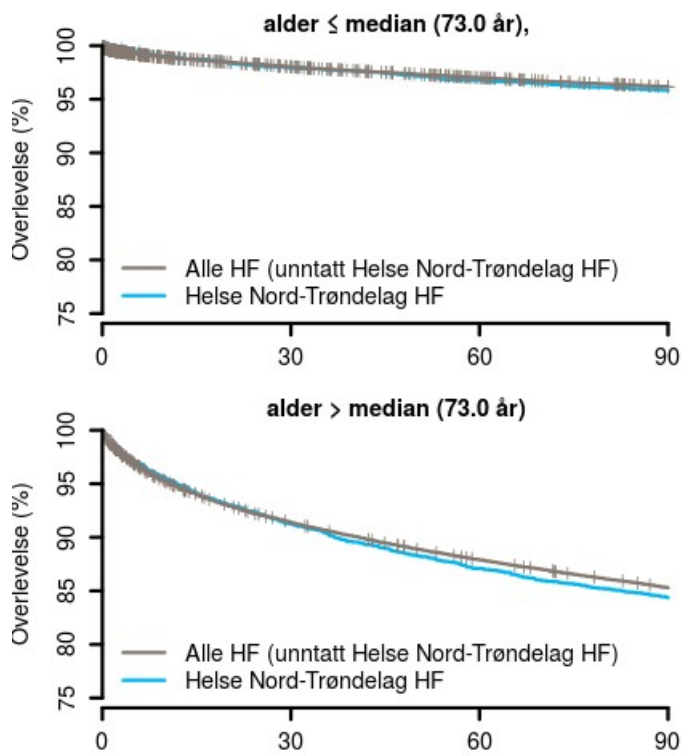 alder ≤ median (73.0 år),
Overlevelse (%)
100
95
90
85
80
75
Alle HF (unntatt Helse Nord-Trøndelag HF)
Helse Nord-Trøndelag HF
0 30 60 90
alder > median (73.0 år)
Overlevelse (%)
100
95
90
85
80
75
Alle HF (unntatt Helse Nord-Trøndelag HF)
Helse Nord-Trøndelag HF
0 30 60 90